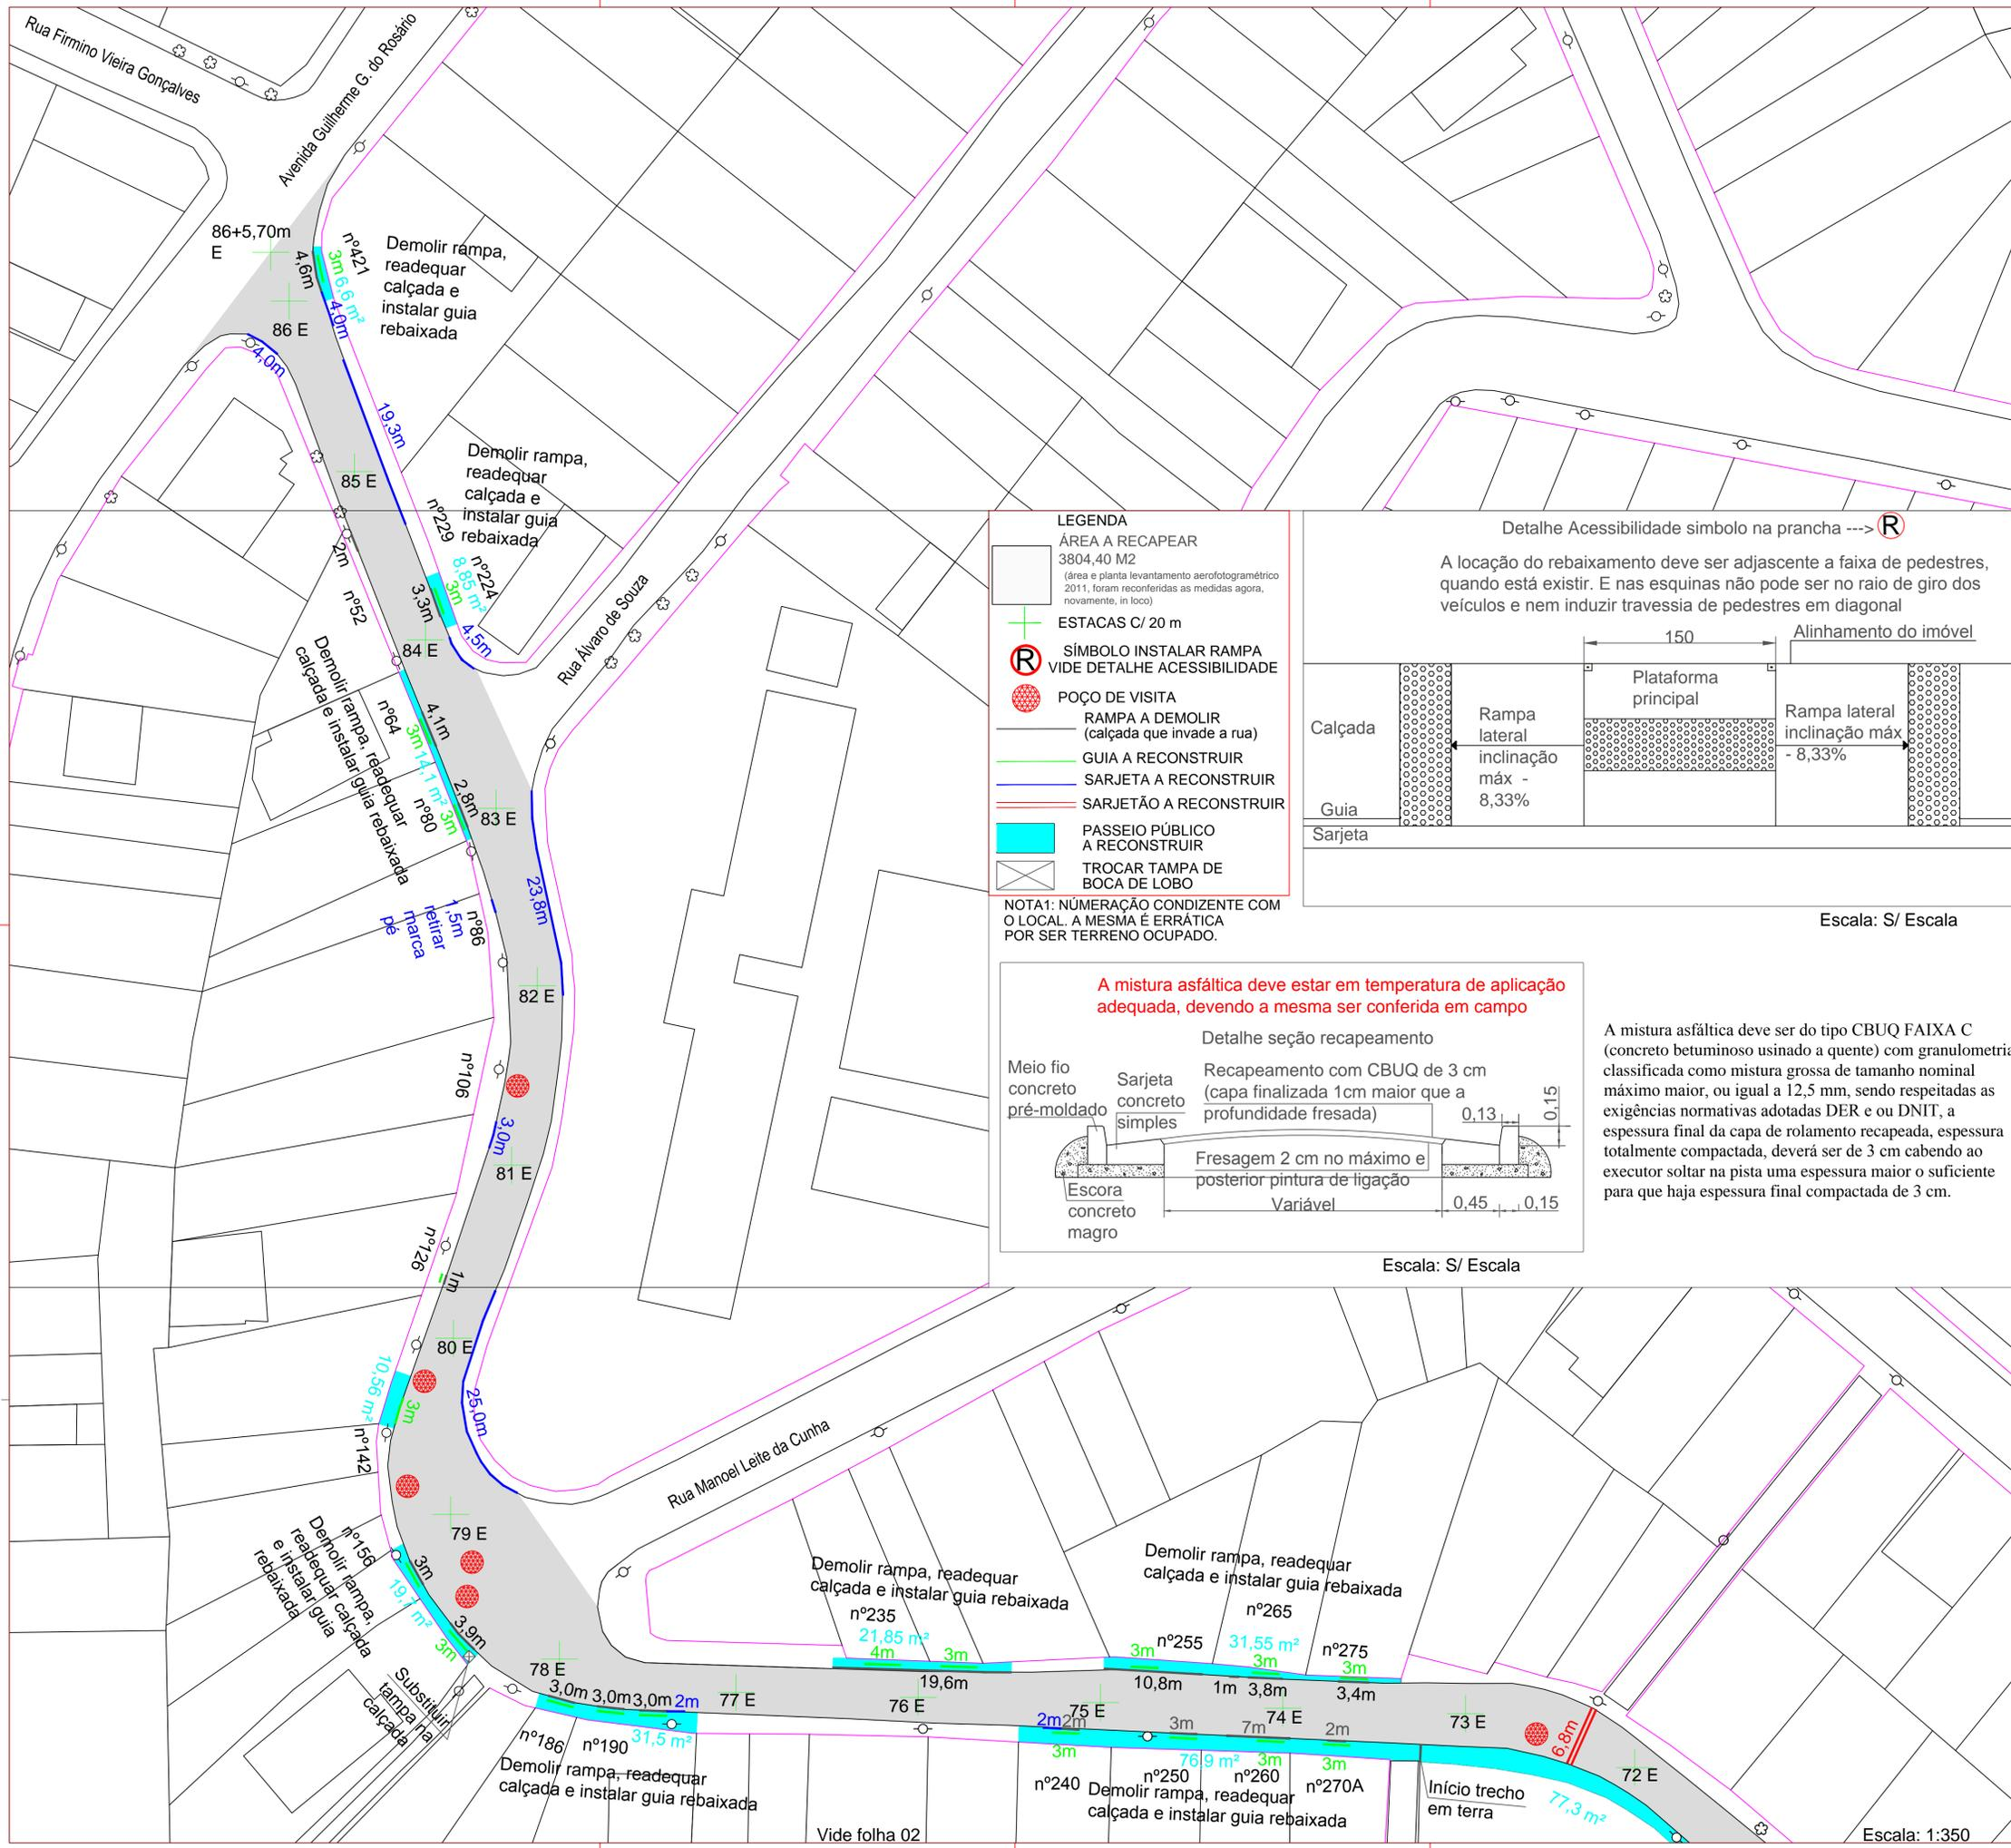 Rua Firmino Vieira Gonçalves
Avenida Guilherme G. do Rosário
86+5,70m
E
4,6m
nº421
3m
6,6 m²
Demolir rampa,
readequar
calçada e
instalar guia
rebaixada
4,0m
86 E
4,0m
19,3m
85 E
Demolir rampa,
readequar
calçada e
instalar guia
rebaixada
nº229
nº224
8,85 m²
3m
3,3m
4,5m
2m
nº52
84 E
Rua Álvaro de Souza
Demolir rampa, readequar
calçada e instalar guia rebaixada
nº64
4,1m
3m
14,1 m²
2,8m
nº80
3m
83 E
23,8m
nº86
1,5m
retirar
marca
pé
82 E
nº106
3,0m
81 E
nº126
1m
80 E
10,56 m²
3m
25,0m
nº142
79 E
nº156
Demolir rampa,
readequar calçada
e instalar guia
rebaixada
3m
19,7 m²
3m
3,9m
Substituir
tampa na
calçada
Rua Manoel Leite da Cunha
78 E
3,0m
3,0m
3,0m
2m
77 E
31,5 m²
nº186
nº190
Demolir rampa, readequar
calçada e instalar guia rebaixada
Demolir rampa, readequar
calçada e instalar guia rebaixada
nº235
21,85 m²
4m
3m
19,6m
76 E
Demolir rampa, readequar
calçada e instalar guia rebaixada
nº265
nº255
31,55 m²
nº275
3m
3m
3m
10,8m
1m
3,8m
3,4m
75 E
74 E
73 E
2m
2m
3m
7m
2m
3m
76,9 m²
3m
3m
nº240
nº250
nº260
nº270A
Demolir rampa, readequar
calçada e instalar guia rebaixada
6,8m
72 E
Início trecho
em terra
77,3 m²
Vide folha 02
Escala: 1:350
LEGENDA
ÁREA A RECAPEAR
3804,40 M2
(área e planta levantamento aerofotogramétrico
2011, foram reconferidas as medidas agora,
novamente, in loco)
ESTACAS C/ 20 m
R
SÍMBOLO INSTALAR RAMPA
VIDE DETALHE ACESSIBILIDADE
POÇO DE VISITA
RAMPA A DEMOLIR
(calçada que invade a rua)
GUIA A RECONSTRUIR
SARJETA A RECONSTRUIR
SARJETÃO A RECONSTRUIR
PASSEIO PÚBLICO
A RECONSTRUIR
TROCAR TAMPA DE
BOCA DE LOBO
NOTA1: NÚMERAÇÃO CONDIZENTE COM
O LOCAL. A MESMA É ERRÁTICA
POR SER TERRENO OCUPADO.
Detalhe Acessibilidade simbolo na prancha ---> R
A locação do rebaixamento deve ser adjascente a faixa de pedestres,
quando está existir. E nas esquinas não pode ser no raio de giro dos
veículos e nem induzir travessia de pedestres em diagonal
150
Alinhamento do imóvel
Plataforma
principal
Calçada
Rampa
lateral
inclinação
máx -
8,33%
Rampa lateral
inclinação máx
- 8,33%
Guia
Sarjeta
Escala: S/ Escala
A mistura asfáltica deve estar em temperatura de aplicação
adequada, devendo a mesma ser conferida em campo
Detalhe seção recapeamento
Meio fio
concreto
pré-moldado
Sarjeta
concreto
simples
Recapeamento com CBUQ de 3 cm
(capa finalizada 1cm maior que a
profundidade fresada)
0,13
0,15
Fresagem 2 cm no máximo e
posterior pintura de ligação
Escora
concreto
magro
Variável
0,45
0,15
Escala: S/ Escala
A mistura asfáltica deve ser do tipo CBUQ FAIXA C
(concreto betuminoso usinado a quente) com granulometria
classificada como mistura grossa de tamanho nominal
máximo maior, ou igual a 12,5 mm, sendo respeitadas as
exigências normativas adotadas DER e ou DNIT, a
espessura final da capa de rolamento recapeada, espessura
totalmente compactada, deverá ser de 3 cm cabendo ao
executor soltar na pista uma espessura maior o suficiente
para que haja espessura final compactada de 3 cm.